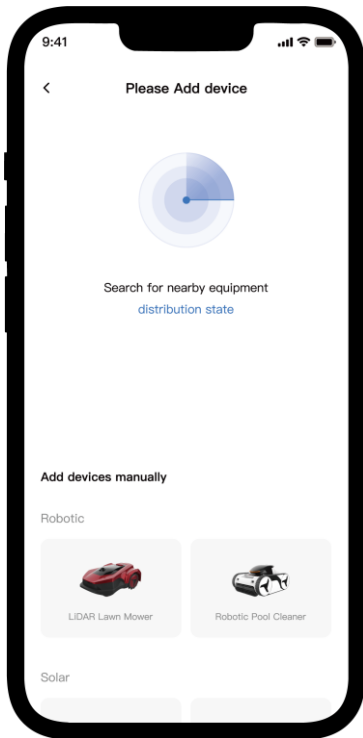 9:41
Please Add device
Search for nearby equipment
distribution state
Add devices manually
Robotic
LiDAR Lawn Mower
Robotic Pool Cleaner
Solar